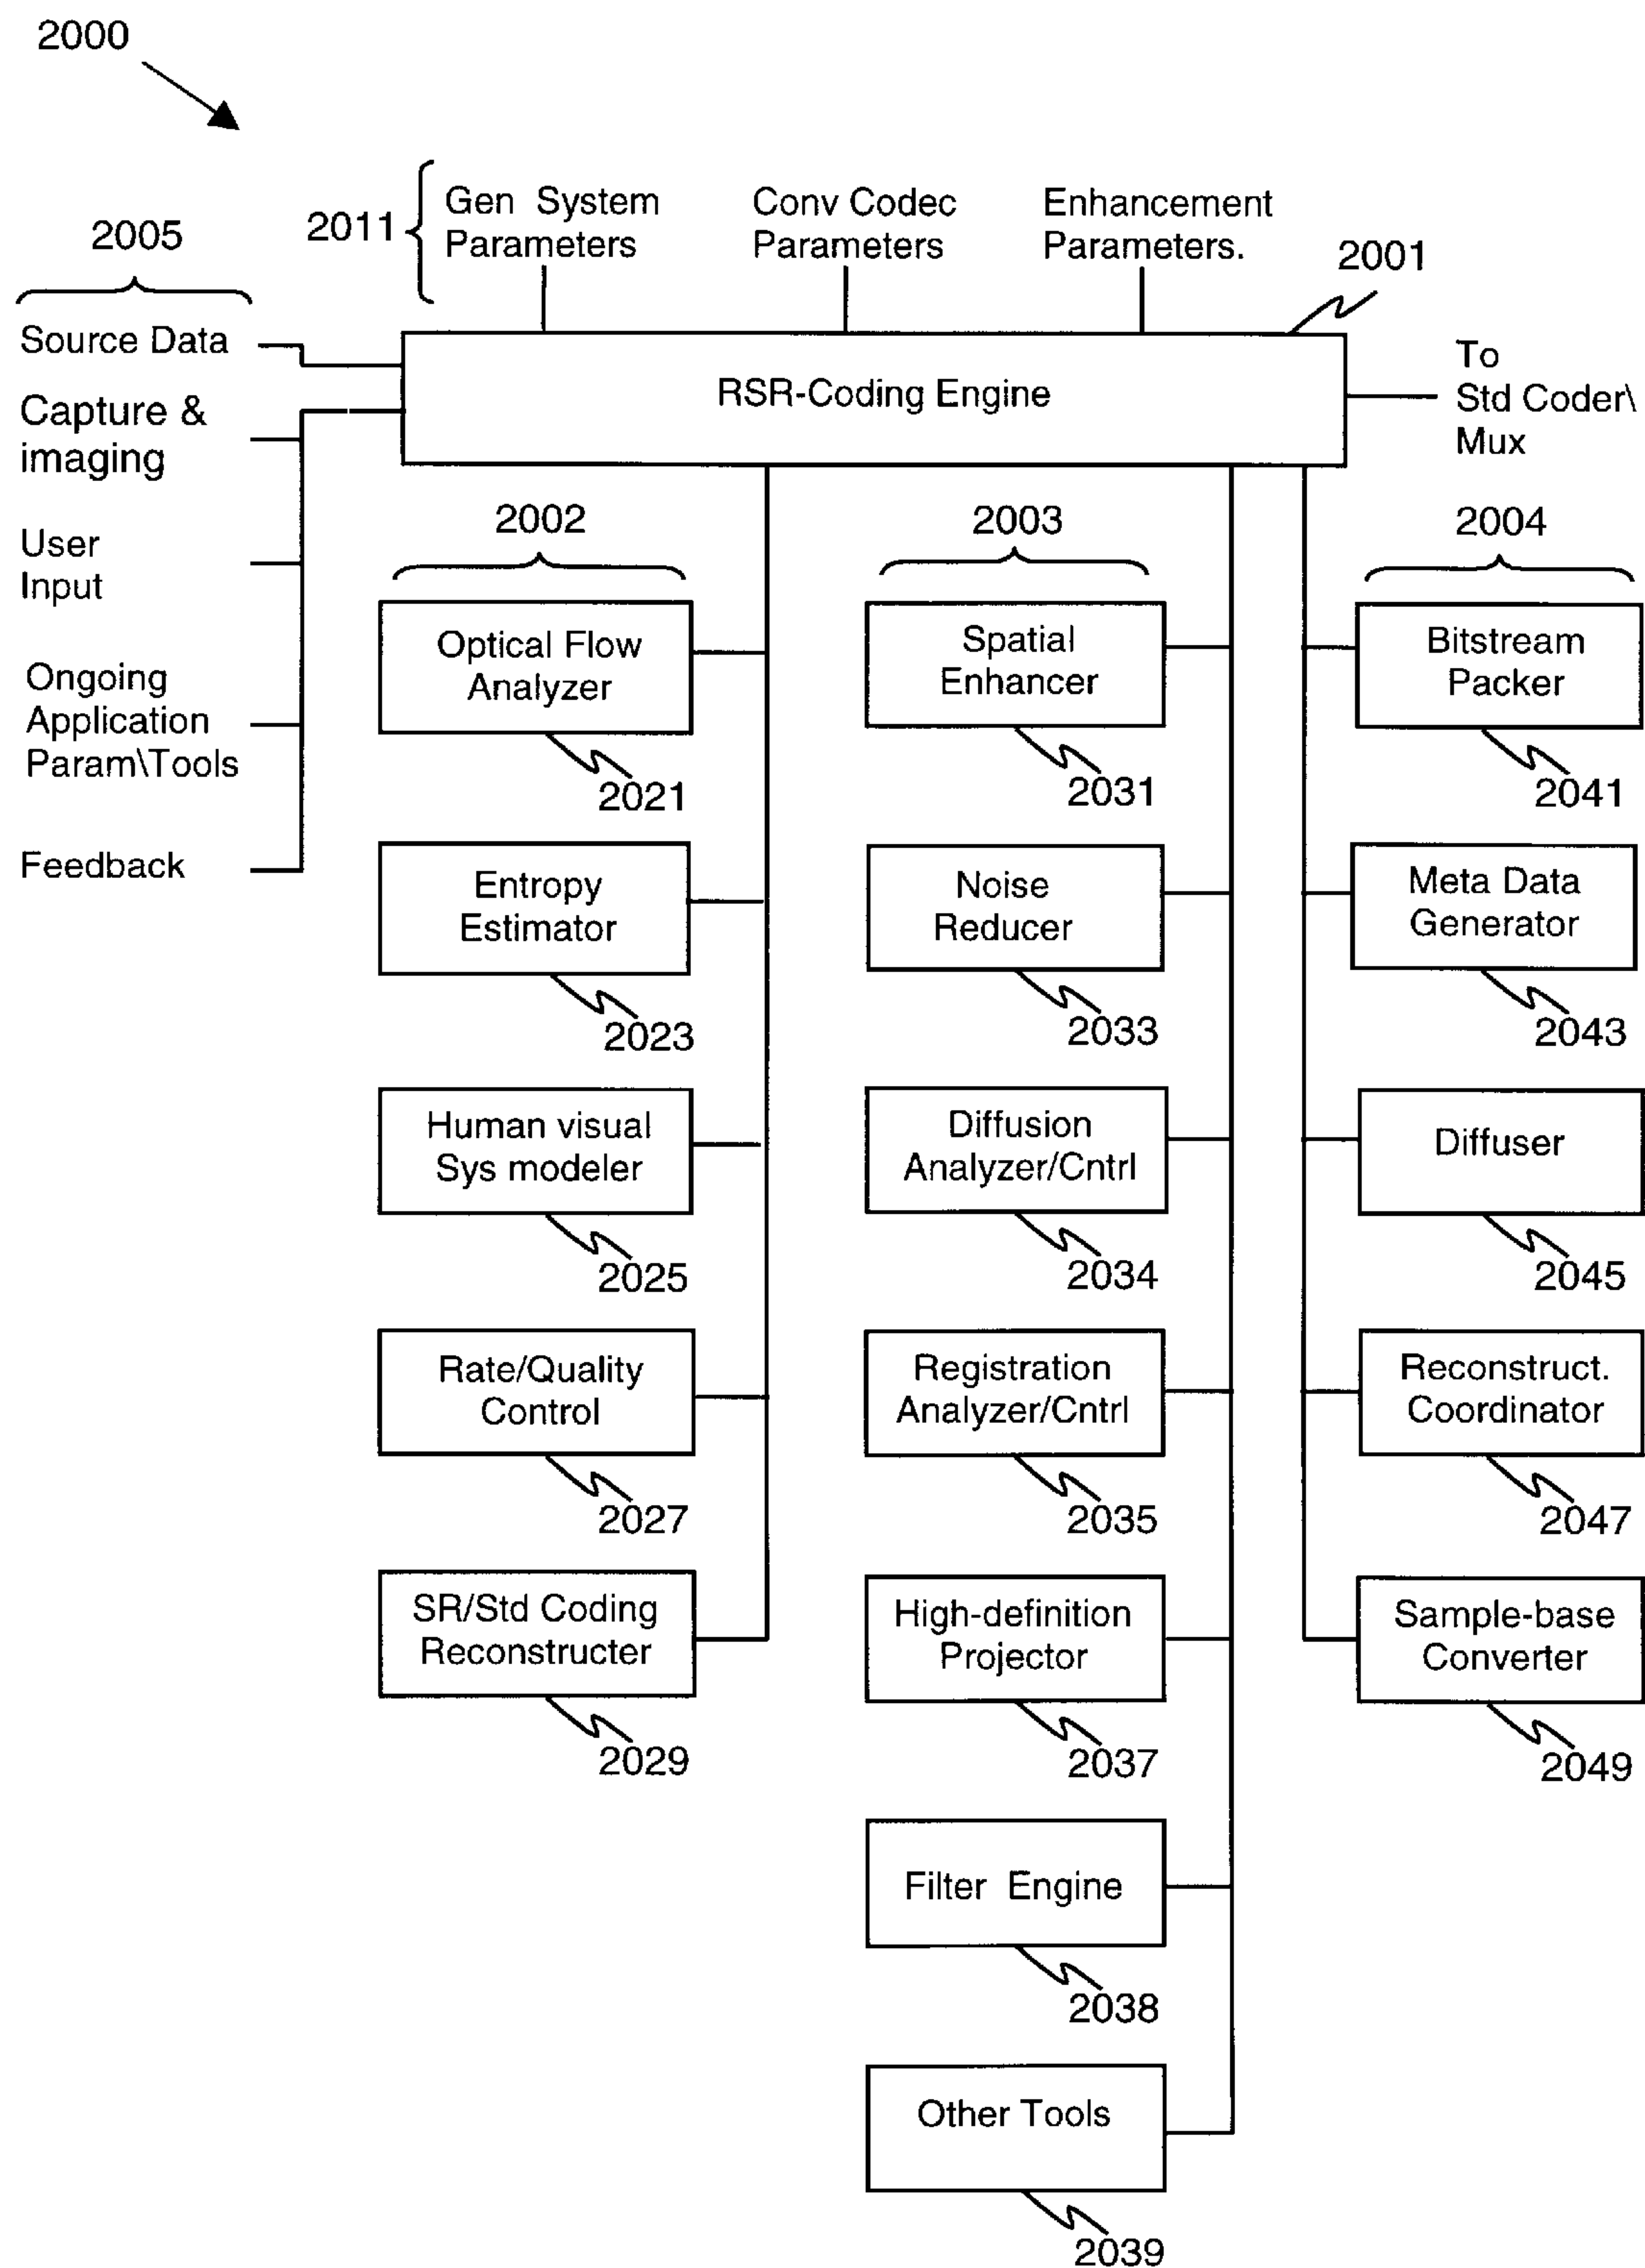 2000
2011
Gen System
Parameters
Conv Codec
Parameters
Enhancement
Parameters.
2001
2005
Source Data
Capture &
imaging
User
Input
Ongoing
Application
Param\Tools
Feedback
RSR-Coding Engine
To
Std Coder\
Mux
2002
Optical Flow
Analyzer
2021
Entropy
Estimator
2023
Human visual
Sys modeler
2025
Rate/Quality
Control
2027
SR/Std Coding
Reconstructer
2029
2003
Spatial
Enhancer
2031
Noise
Reducer
2033
Diffusion
Analyzer/Cntrl
2034
Registration
Analyzer/Cntrl
2035
High-definition
Projector
2037
Filter Engine
2038
Other Tools
2039
2004
Bitstream
Packer
2041
Meta Data
Generator
2043
Diffuser
2045
Reconstruct.
Coordinator
2047
Sample-base
Converter
2049